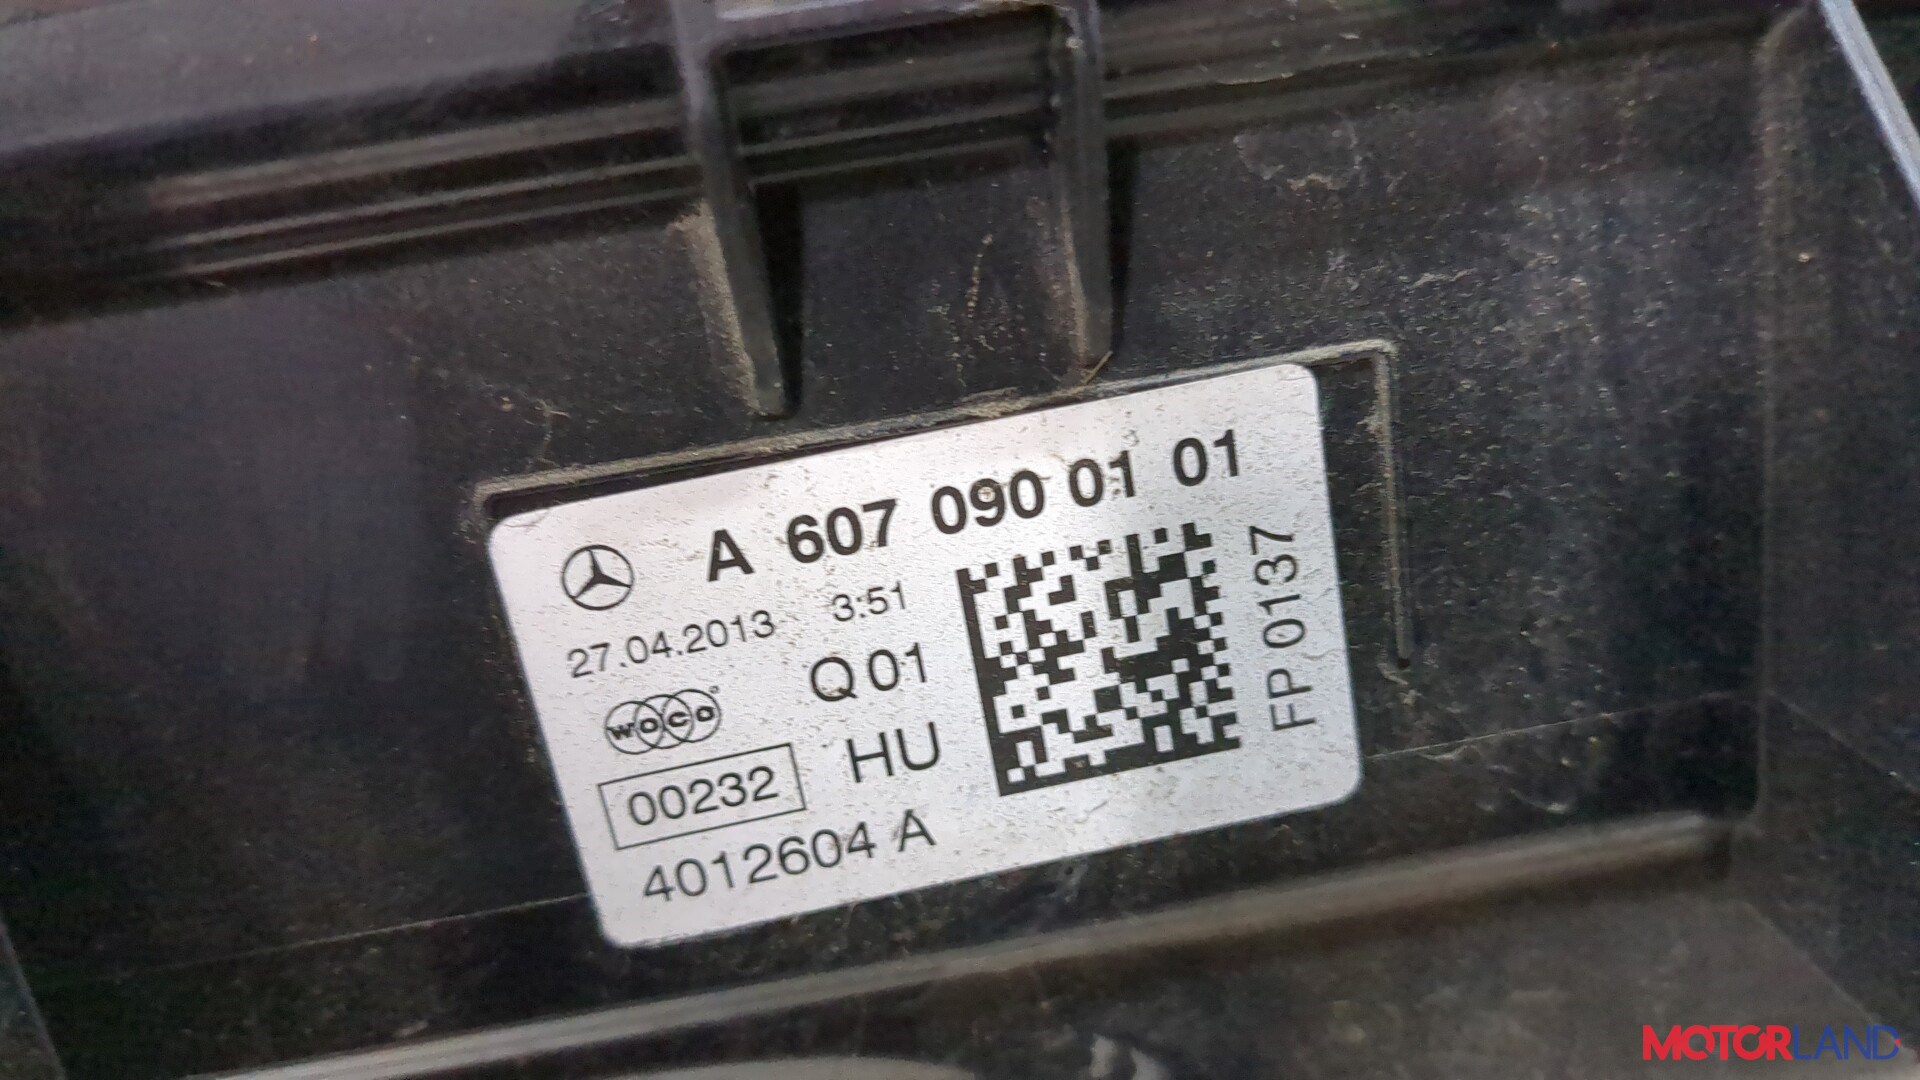 A 607 090 01 01
27.04.2013 3:51
woco Q 01
00232 HU
4012604 A
FP 0137
MOTORLAND